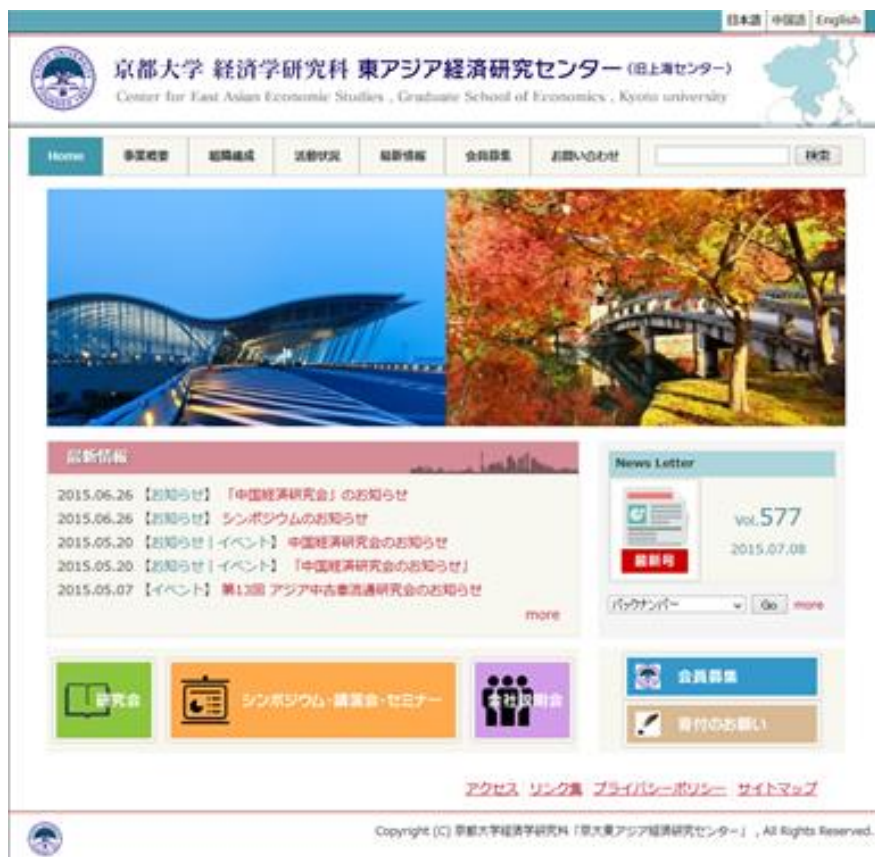 日本語 中国語 English
京都大学 経済学研究科 東アジア経済研究センター (旧上海センター)
Center for East Asian Economic Studies , Graduate School of Economics , Kyoto university
Home 事業概要 組織編成 活動状況 最新情報 会員募集 お問い合わせ 検索
最新情報
2015.06.26 【お知らせ】 「中国経済研究会」のお知らせ
2015.06.26 【お知らせ】 シンポジウムのお知らせ
2015.05.20 【お知らせ | イベント】 中国経済研究会のお知らせ
2015.05.20 【お知らせ | イベント】 「中国経済研究会のお知らせ」
2015.05.07 【イベント】 第13回 アジア中古車流通研究会のお知らせ
more
News Letter
最新号
Vol.577
2015.07.08
バックナンバー Go more
研究会
シンポジウム・講演会・セミナー
会社説明会
会員募集
寄付のお願い
アクセス リンク集 プライバシーポリシー サイトマップ
Copyright (C) 京都大学経済学研究科「京大東アジア経済研究センター」 , All Rights Reserved.